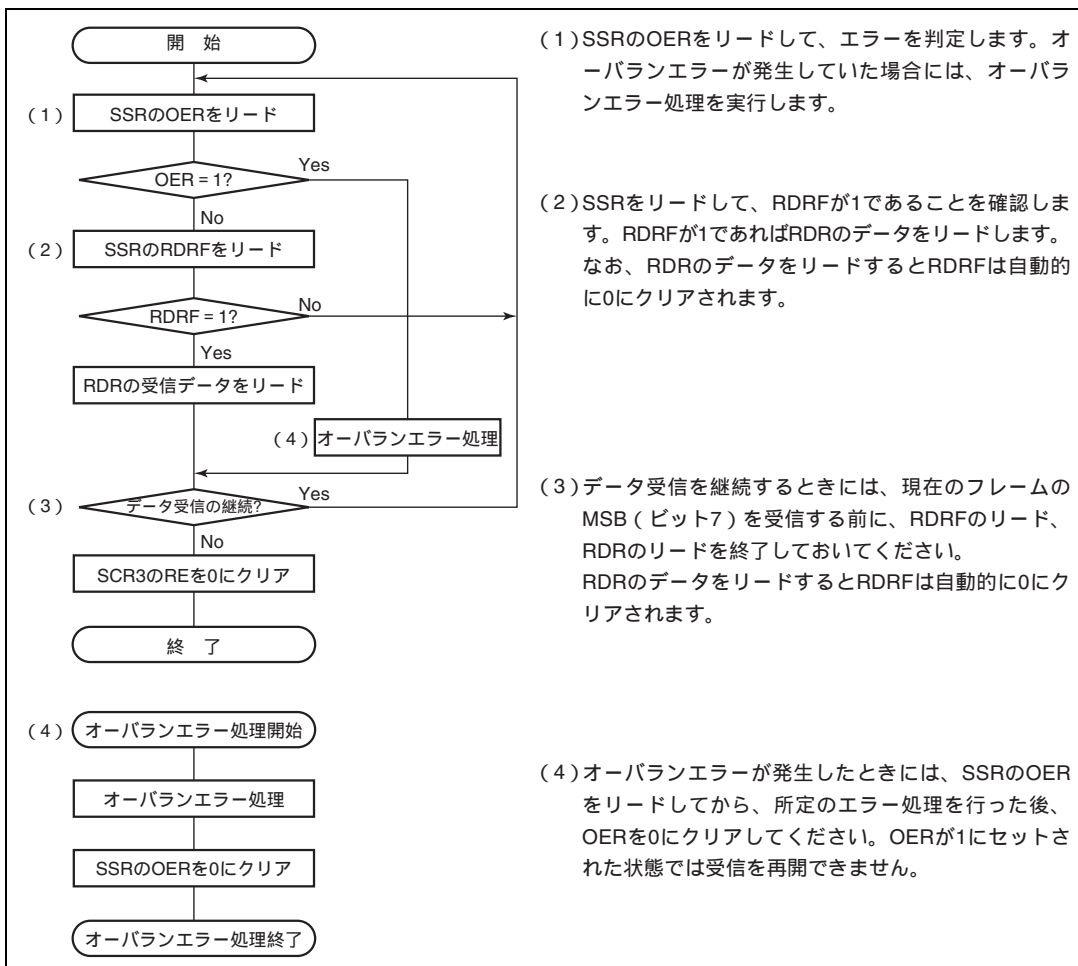 開　始
(１) SSRのOERをリード
OER = 1?
Yes
No
(２) SSRのRDRFをリード
RDRF = 1?
No
Yes
RDRの受信データをリード
(４) オーバランエラー処理
(３) データ受信の継続?
Yes
No
SCR3のREを0にクリア
終　了
(４) オーバランエラー処理開始
オーバランエラー処理
SSRのOERを0にクリア
オーバランエラー処理終了
(１)SSRのOERをリードして、エラーを判定します。オ
ーバランエラーが発生していた場合には、オーバラ
ンエラー処理を実行します。
(２)SSRをリードして、RDRFが1であることを確認しま
す。RDRFが1であればRDRのデータをリードします。
なお、RDRのデータをリードするとRDRFは自動的
に0にクリアされます。
(３)データ受信を継続するときには、現在のフレームの
MSB（ビット7）を受信する前に、RDRFのリード、
RDRのリードを終了しておいてください。
RDRのデータをリードするとRDRFは自動的に0にク
リアされます。
(４)オーバランエラーが発生したときには、SSRのOER
をリードしてから、所定のエラー処理を行った後、
OERを0にクリアしてください。OERが1にセットさ
れた状態では受信を再開できません。